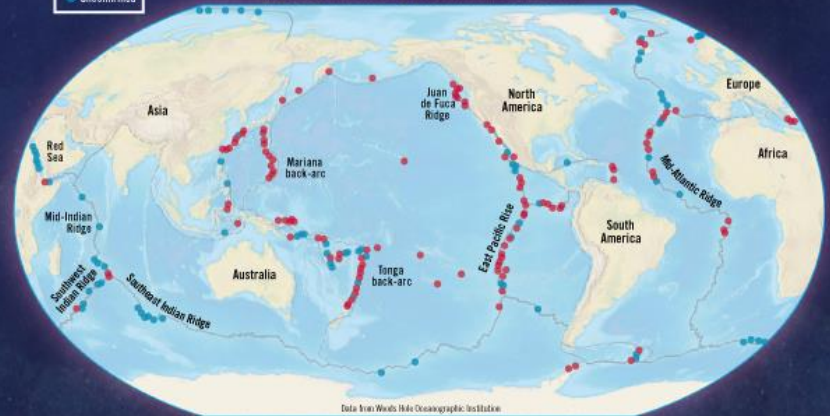 Asia
Europe
North
America
Juan
de Fuca
Ridge
Red
Sea
Africa
Mariana
back-arc
Mid-Atlantic Ridge
Mid-Indian
Ridge
East Pacific Rise
South
America
Southwest
Indian Ridge
Australia
Tonga
back-arc
Southeast Indian Ridge
Data from Woods Hole Oceanographic Institution